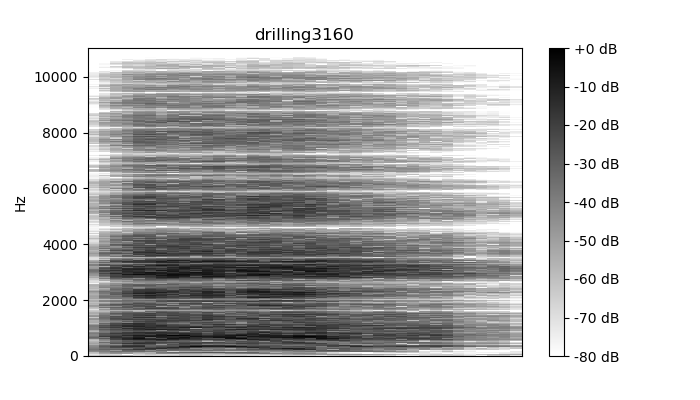 drilling3160
Hz
10000
8000
6000
4000
2000
0
+0 dB
-10 dB
-20 dB
-30 dB
-40 dB
-50 dB
-60 dB
-70 dB
-80 dB